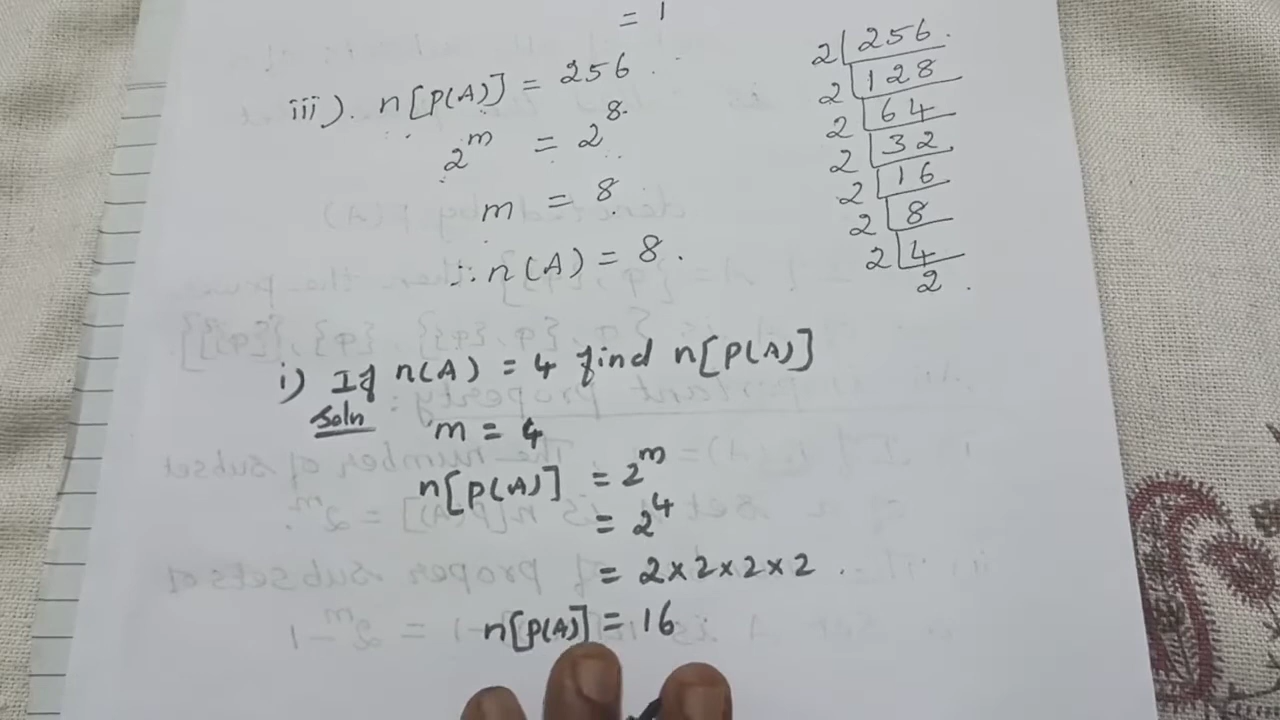 = 1
iii). n[P(A)] = 256
2^m = 2^8
m = 8
∴ n(A) = 8.
2 | 256.
2 | 128
2 | 64
2 | 32
2 | 16
2 | 8
2 | 4
2.
i) If n(A) = 4 find n[P(A)]
Soln m = 4
n[P(A)] = 2^m
= 2^4
= 2×2×2×2.
n[P(A)] = 16